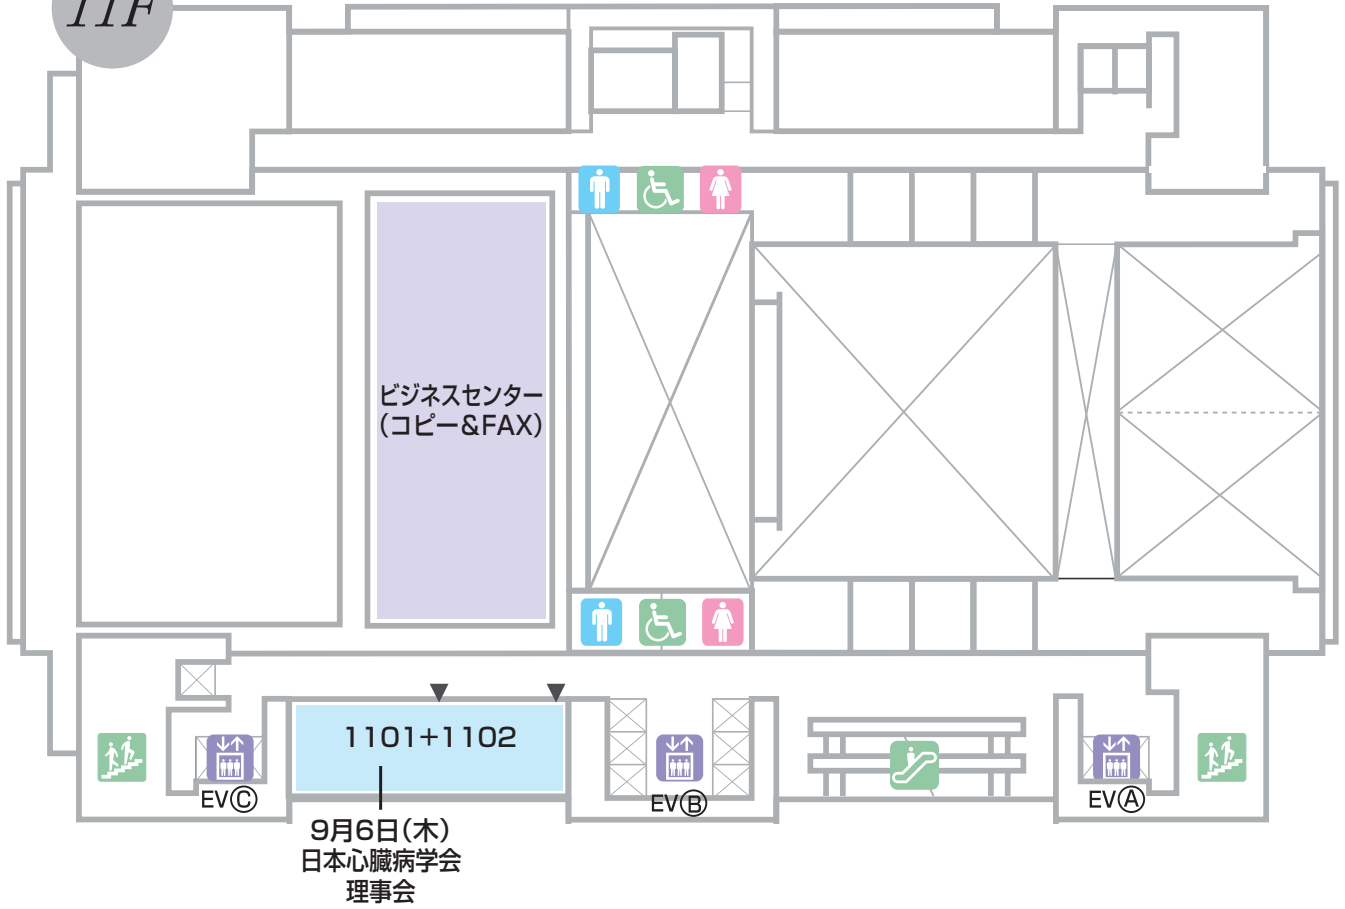 11F
ビジネスセンター
(コピー&FAX)
1101+1102
EVⒸ
EVⒷ
EVⒶ
9月6日(木)
日本心臓病学会
理事会